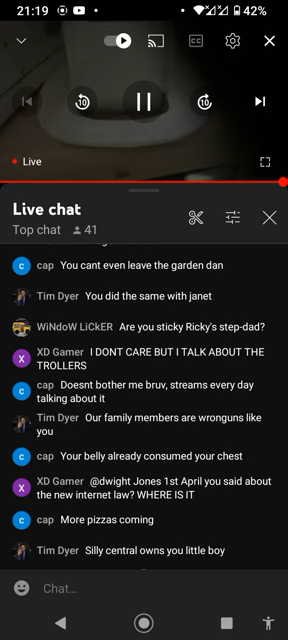 21:19
42%
10
10
Live
Live chat
Top chat 41
cap You cant even leave the garden dan
Tim Dyer You did the same with janet
WiNdoW LiCkER Are you sticky Ricky's step-dad?
XD Gamer I DONT CARE BUT I TALK ABOUT THE
TROLLERS
cap Doesnt bother me bruv, streams every day
talking about it
Tim Dyer Our family members are wronguns like
you
cap Your belly already consumed your chest
XD Gamer @dwight Jones 1st April you said about
the new internet law? WHERE IS IT
cap More pizzas coming
Tim Dyer Silly central owns you little boy
Chat...